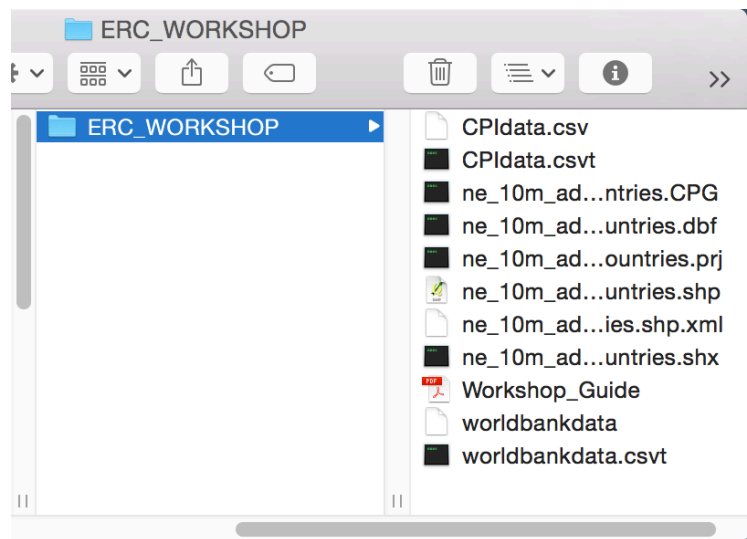 ERC_WORKSHOP
ERC_WORKSHOP
CPIdata.csv
CPIdata.csvt
ne_10m_ad...ntries.CPG
ne_10m_ad...untries.dbf
ne_10m_ad...ountries.prj
ne_10m_ad...untries.shp
ne_10m_ad...ies.shp.xml
ne_10m_ad...untries.shx
PDF
Workshop_Guide
worldbankdata
worldbankdata.csvt